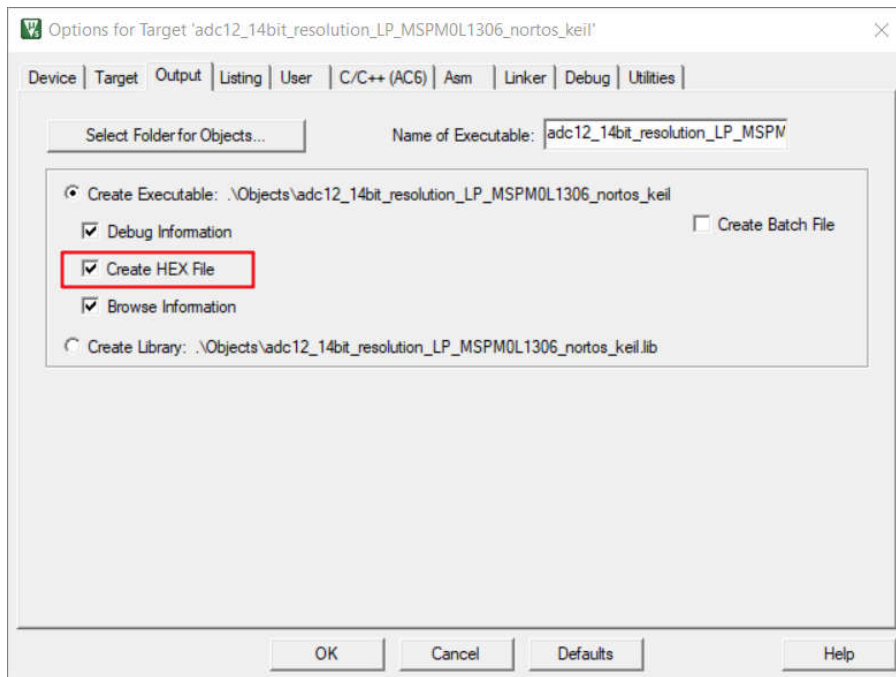 Options for Target 'adc12_14bit_resolution_LP_MSPM0L1306_nortos_keil'
Device Target Output Listing User C/C++ (AC6) Asm Linker Debug Utilities
Select Folder for Objects... Name of Executable: adc12_14bit_resolution_LP_MSPM
Create Executable: .\Objects\adc12_14bit_resolution_LP_MSPM0L1306_nortos_keil
Debug Information Create Batch File
Create HEX File
Browse Information
Create Library: .\Objects\adc12_14bit_resolution_LP_MSPM0L1306_nortos_keil.lib
OK Cancel Defaults Help